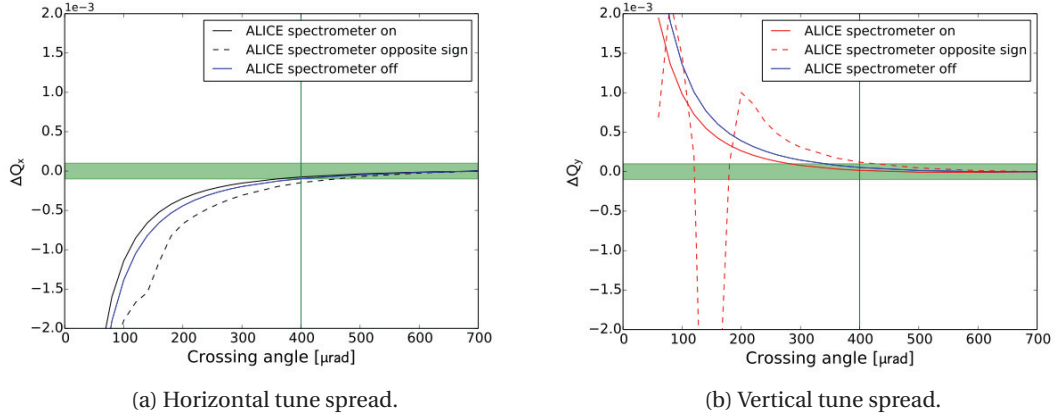 1e−3
ALICE spectrometer on
ALICE spectrometer opposite sign
ALICE spectrometer off
2.0
1.5
1.0
0.5
0.0
−0.5
−1.0
−1.5
−2.0
ΔQx
0 100 200 300 400 500 600 700
Crossing angle [μrad]
(a) Horizontal tune spread.
1e−3
ALICE spectrometer on
ALICE spectrometer opposite sign
ALICE spectrometer off
2.0
1.5
1.0
0.5
0.0
−0.5
−1.0
−1.5
−2.0
ΔQy
0 100 200 300 400 500 600 700
Crossing angle [μrad]
(b) Vertical tune spread.